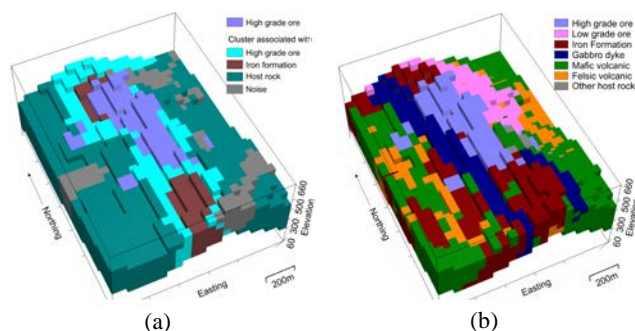 High grade ore
Cluster associated with:
High grade ore
Iron formation
Host rock
Noise
Northing
Easting
200m
60 300 500 660
Elevation
(a)
High grade ore
Low grade ore
Iron Formation
Gabbro dyke
Mafic volcanic
Felsic volcanic
Other host rock
Northing
Easting
200m
60 300 500 660
Elevation
(b)